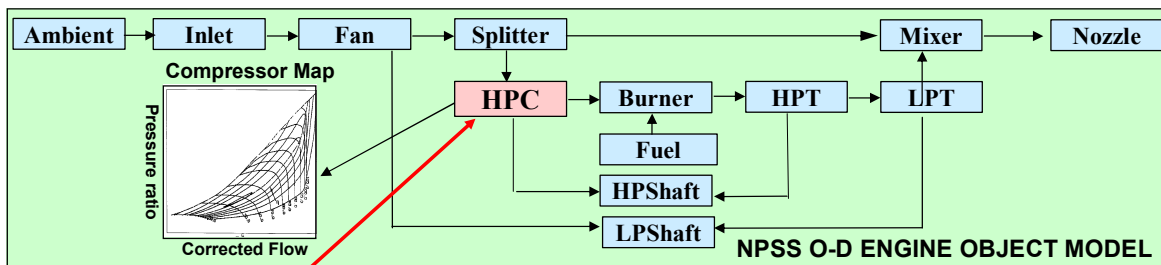 Ambient
Inlet
Fan
Splitter
Mixer
Nozzle
Compressor Map
HPC
Burner
HPT
LPT
Pressure ratio
Fuel
HPShaft
LPShaft
Corrected Flow
NPSS O-D ENGINE OBJECT MODEL